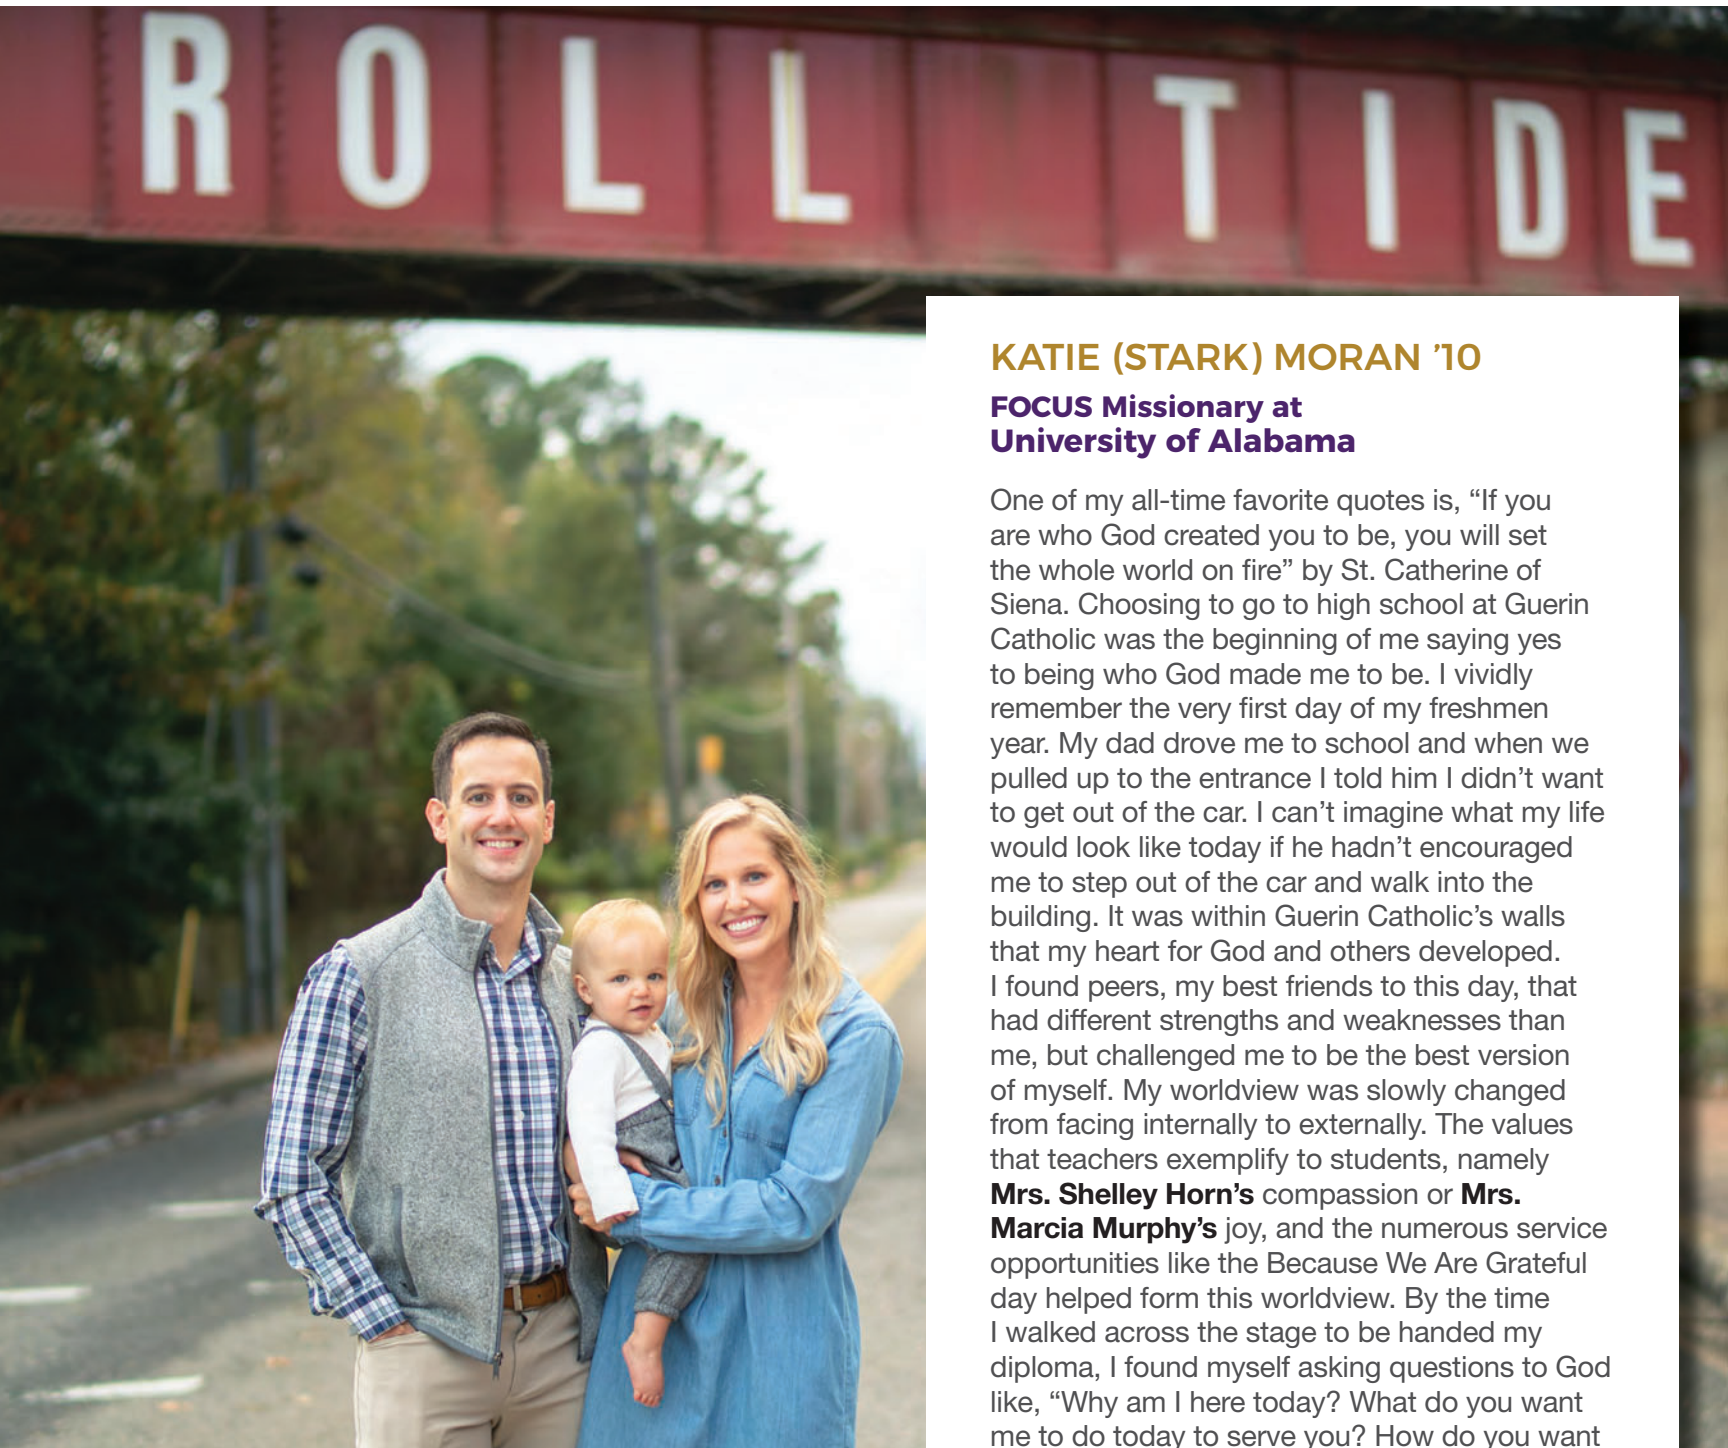 ROLL TIDE
KATIE (STARK) MORAN ’10
FOCUS Missionary at
University of Alabama
One of my all-time favorite quotes is, “If you
are who God created you to be, you will set
the whole world on fire” by St. Catherine of
Siena. Choosing to go to high school at Guerin
Catholic was the beginning of me saying yes
to being who God made me to be. I vividly
remember the very first day of my freshmen
year. My dad drove me to school and when we
pulled up to the entrance I told him I didn’t want
to get out of the car. I can’t imagine what my life
would look like today if he hadn’t encouraged
me to step out of the car and walk into the
building. It was within Guerin Catholic’s walls
that my heart for God and others developed.
I found peers, my best friends to this day, that
had different strengths and weaknesses than
me, but challenged me to be the best version
of myself. My worldview was slowly changed
from facing internally to externally. The values
that teachers exemplify to students, namely
Mrs. Shelley Horn’s compassion or Mrs.
Marcia Murphy’s joy, and the numerous service
opportunities like the Because We Are Grateful
day helped form this worldview. By the time
I walked across the stage to be handed my
diploma, I found myself asking questions to God
like, “Why am I here today? What do you want
me to do today to serve you? How do you want